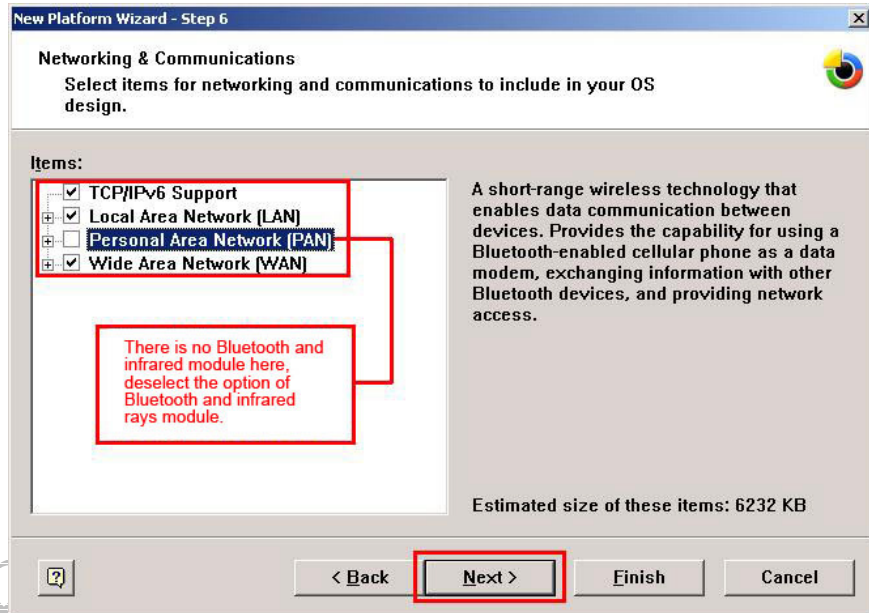 New Platform Wizard - Step 6
Networking & Communications
Select items for networking and communications to include in your OS
design.
Items:
TCP/IPv6 Support
Local Area Network (LAN)
Personal Area Network (PAN)
Wide Area Network (WAN)
There is no Bluetooth and
infrared module here,
deselect the option of
Bluetooth and infrared
rays module.
A short-range wireless technology that
enables data communication between
devices. Provides the capability for using a
Bluetooth-enabled cellular phone as a data
modem, exchanging information with other
Bluetooth devices, and providing network
access.
Estimated size of these items: 6232 KB
< Back
Next >
Finish
Cancel